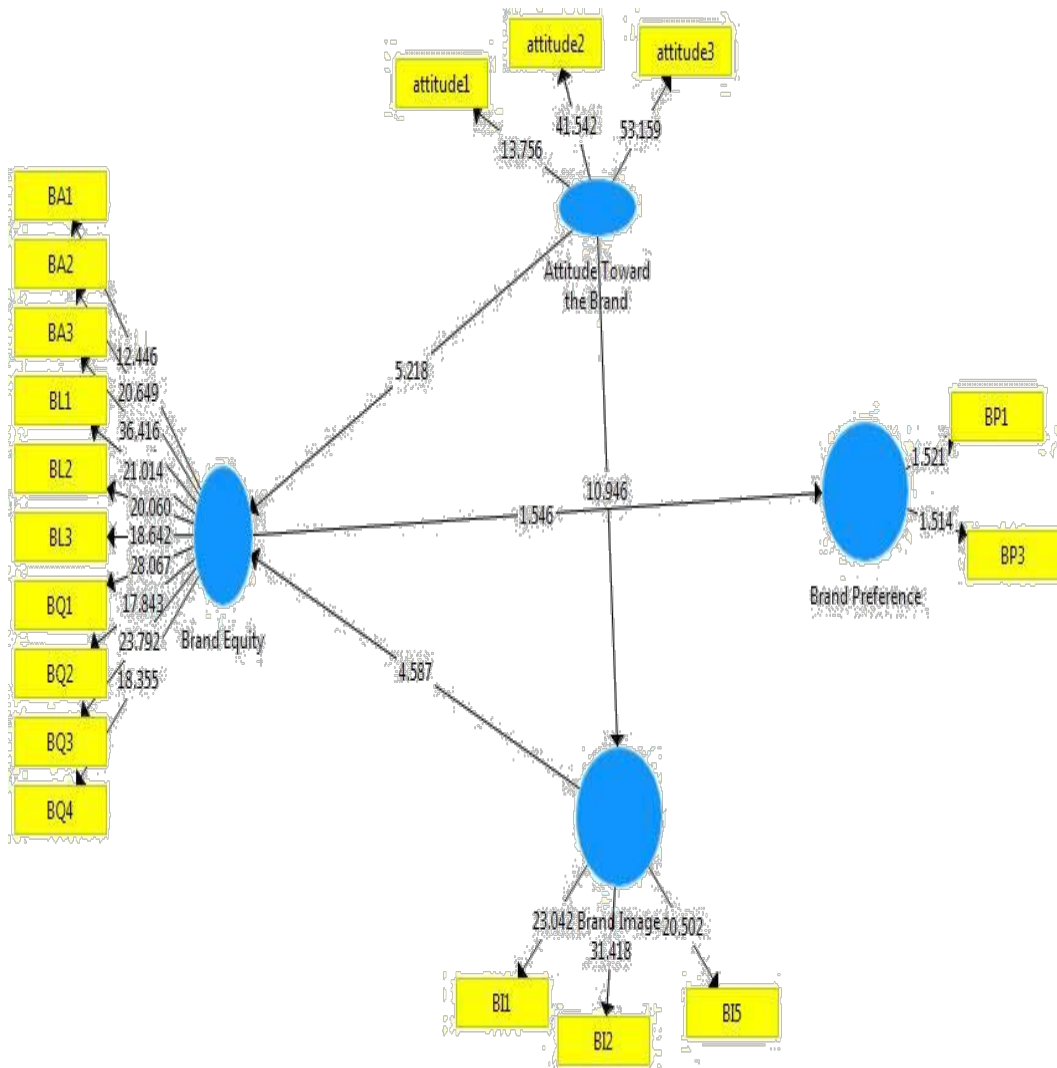 attitude1
attitude2
attitude3
13.756
41.542
53.159
Attitude Toward
the Brand
BA1
BA2
BA3
BL1
BL2
BL3
BQ1
BQ2
BQ3
BQ4
12.446
20.649
36.416
21.014
20.060
18.642
28.067
17.843
23.792
18.355
Brand Equity
5.218
10.946
1.546
4.587
BP1
BP3
1.521
1.514
Brand Preference
Brand Image
23.042
31.418
20.502
BI1
BI2
BI5